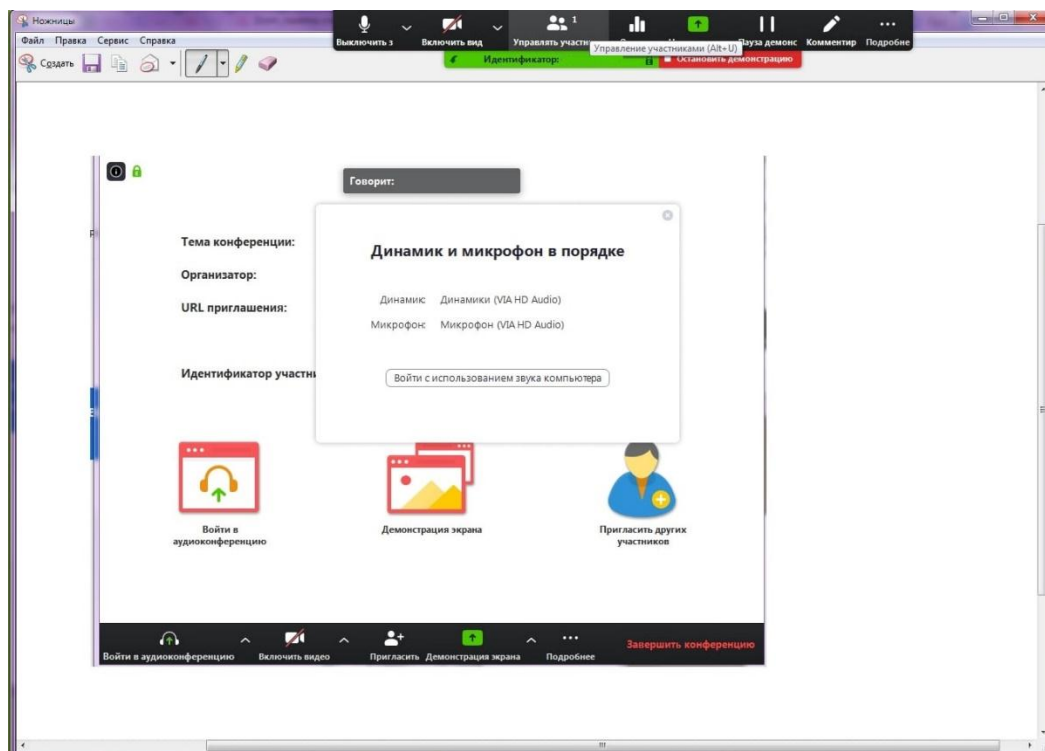 Ножницы
Файл Правка Сервис Справка
Создать
Выключить з
Включить вид
Управлять участн
1
Пауза демонс
Комментир
Подробне
Управление участниками (Alt+U)
Идентификатор:
Остановить демонстрацию
Говорит:
Тема конференции:
Организатор:
URL приглашения:
Идентификатор участни
Динамик и микрофон в порядке
Динамик: Динамики (VIA HD Audio)
Микрофон: Микрофон (VIA HD Audio)
Войти с использованием звука компьютера
Войти в
аудиоконференцию
Демонстрация экрана
Пригласить других
участников
Войти в аудиоконференцию
Включить видео
Пригласить
Демонстрация экрана
Подробнее
Завершить конференцию